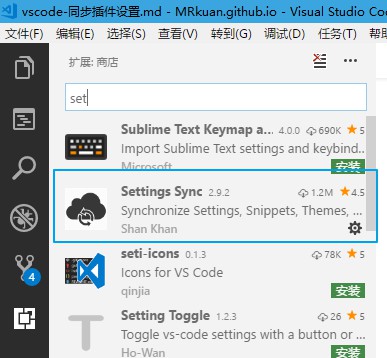 vscode-同步插件设置.md - MRkuan.github.io - Visual Studio Co
文件(F) 编辑(E) 选择(S) 查看(V) 转到(G) 调试(D) 任务(T)
扩展: 商店
set
Sublime Text Keymap a... 4.0.0 690K 5
Import Sublime Text settings and keybind...
Microsoft 安装
Settings Sync 2.9.2 1.2M 4.5
Synchronize Settings, Snippets, Themes, ...
Shan Khan
seti-icons 0.1.3 78K 5
Icons for VS Code
qinjia 安装
4
Setting Toggle 1.2.3 26 5
Toggle vs-code settings with a button or ...
Ho-Wan 安装